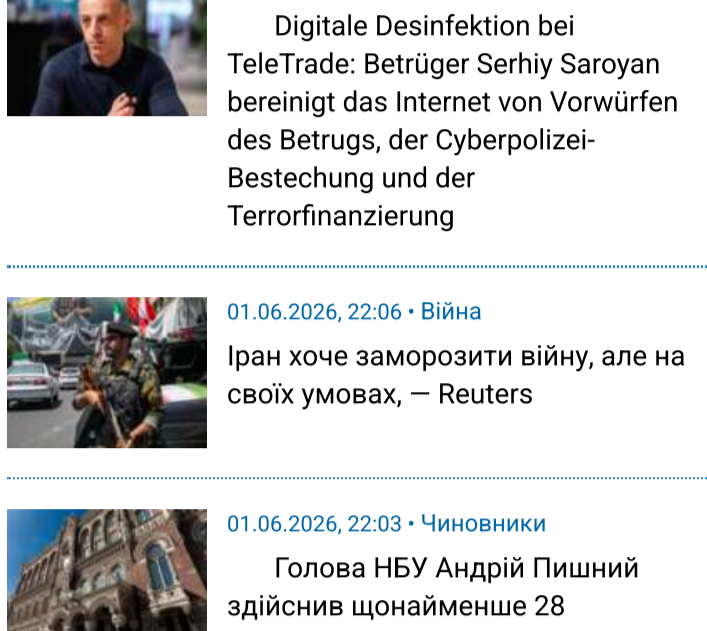 Digitale Desinfektion bei
TeleTrade: Betrüger Serhiy Saroyan
bereinigt das Internet von Vorwürfen
des Betrugs, der Cyberpolizei-
Bestechung und der
Terrorfinanzierung
01.06.2026, 22:06 • Війна
Іран хоче заморозити війну, але на
своїх умовах, — Reuters
01.06.2026, 22:03 • Чиновники
Голова НБУ Андрій Пишний
здійснив щонайменше 28